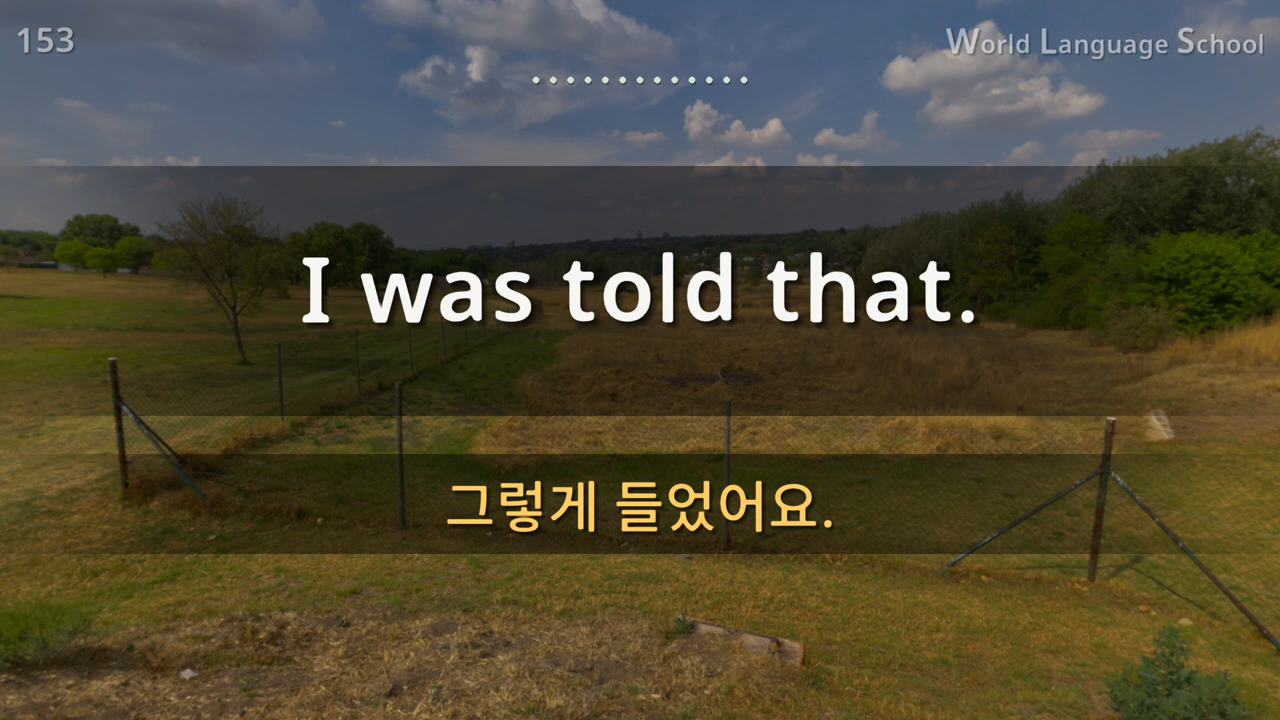 153
World Language School
I was told that.
그렇게 들었어요.